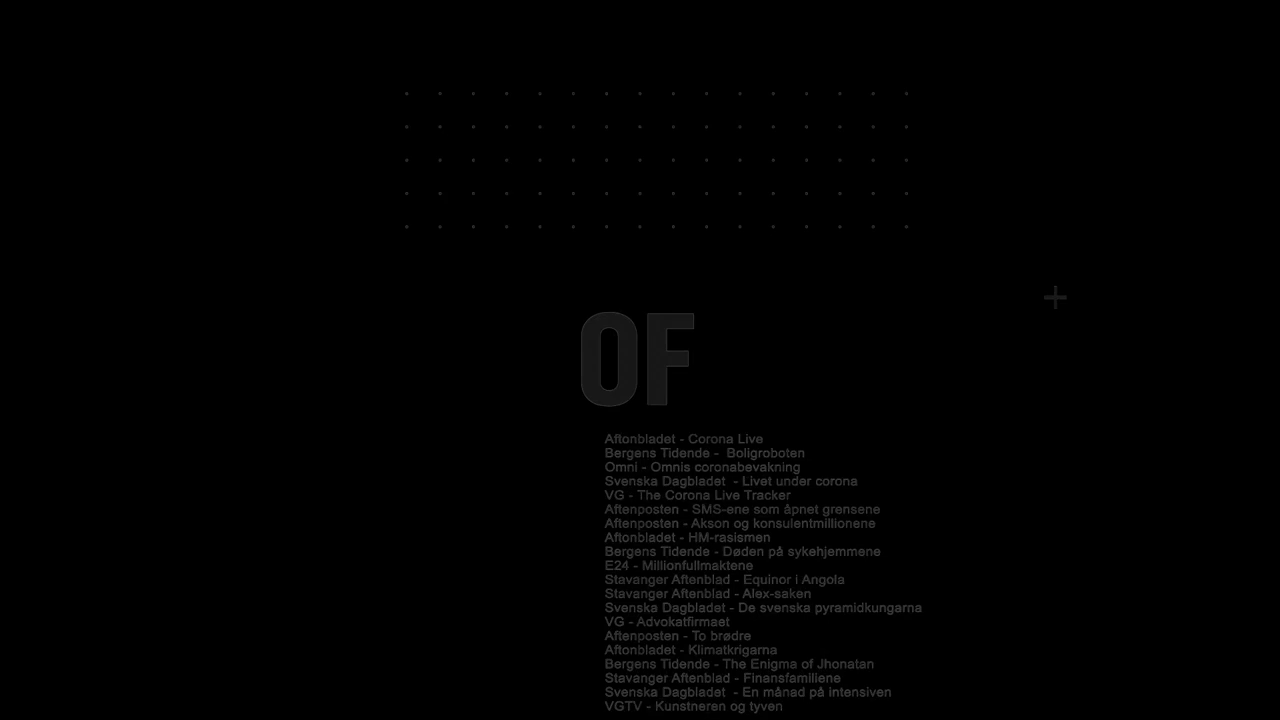 OF
Aftonbladet - Corona Live
Bergens Tidende -  Boligroboten
Omni - Omnis coronabevakning
Svenska Dagbladet  - Livet under corona
VG - The Corona Live Tracker
Aftenposten - SMS-ene som åpnet grensene
Aftenposten - Akson og konsulentmillionene
Aftonbladet - HM-rasismen
Bergens Tidende - Døden på sykehjemmene
E24 - Millionfullmaktene
Stavanger Aftenblad - Equinor i Angola
Stavanger Aftenblad - Alex-saken
Svenska Dagbladet - De svenska pyramidkungarna
VG - Advokatfirmaet
Aftenposten - To brødre
Aftonbladet - Klimatkrigarna
Bergens Tidende - The Enigma of Jhonatan
Stavanger Aftenblad - Finansfamiliene
Svenska Dagbladet  - En månad på intensiven
VGTV - Kunstneren og tyven